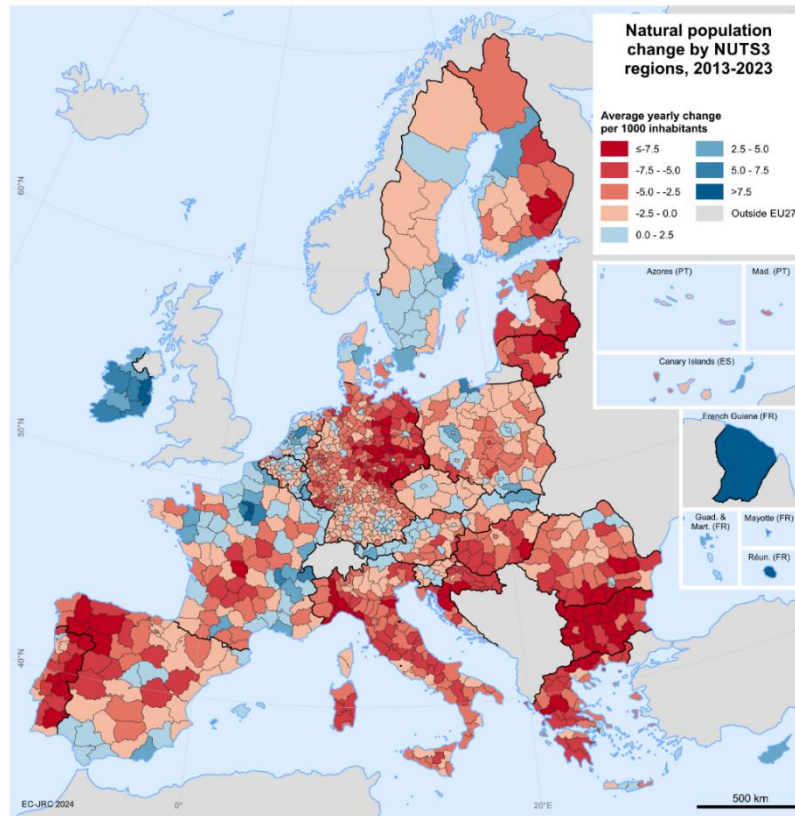 Natural population
change by NUTS3
regions, 2013-2023
Average yearly change
per 1000 inhabitants
≤-7.5
-7.5 - -5.0
-5.0 - -2.5
-2.5 - 0.0
0.0 - 2.5
2.5 - 5.0
5.0 - 7.5
>7.5
Outside EU27
60°N
50°N
40°N
Azores (PT)
Mad. (PT)
Canary Islands (ES)
French Guiana (FR)
Guad. &
Mart. (FR)
Mayotte (FR)
Réun. (FR)
EC-JRC 2024
0°
20°E
500 km